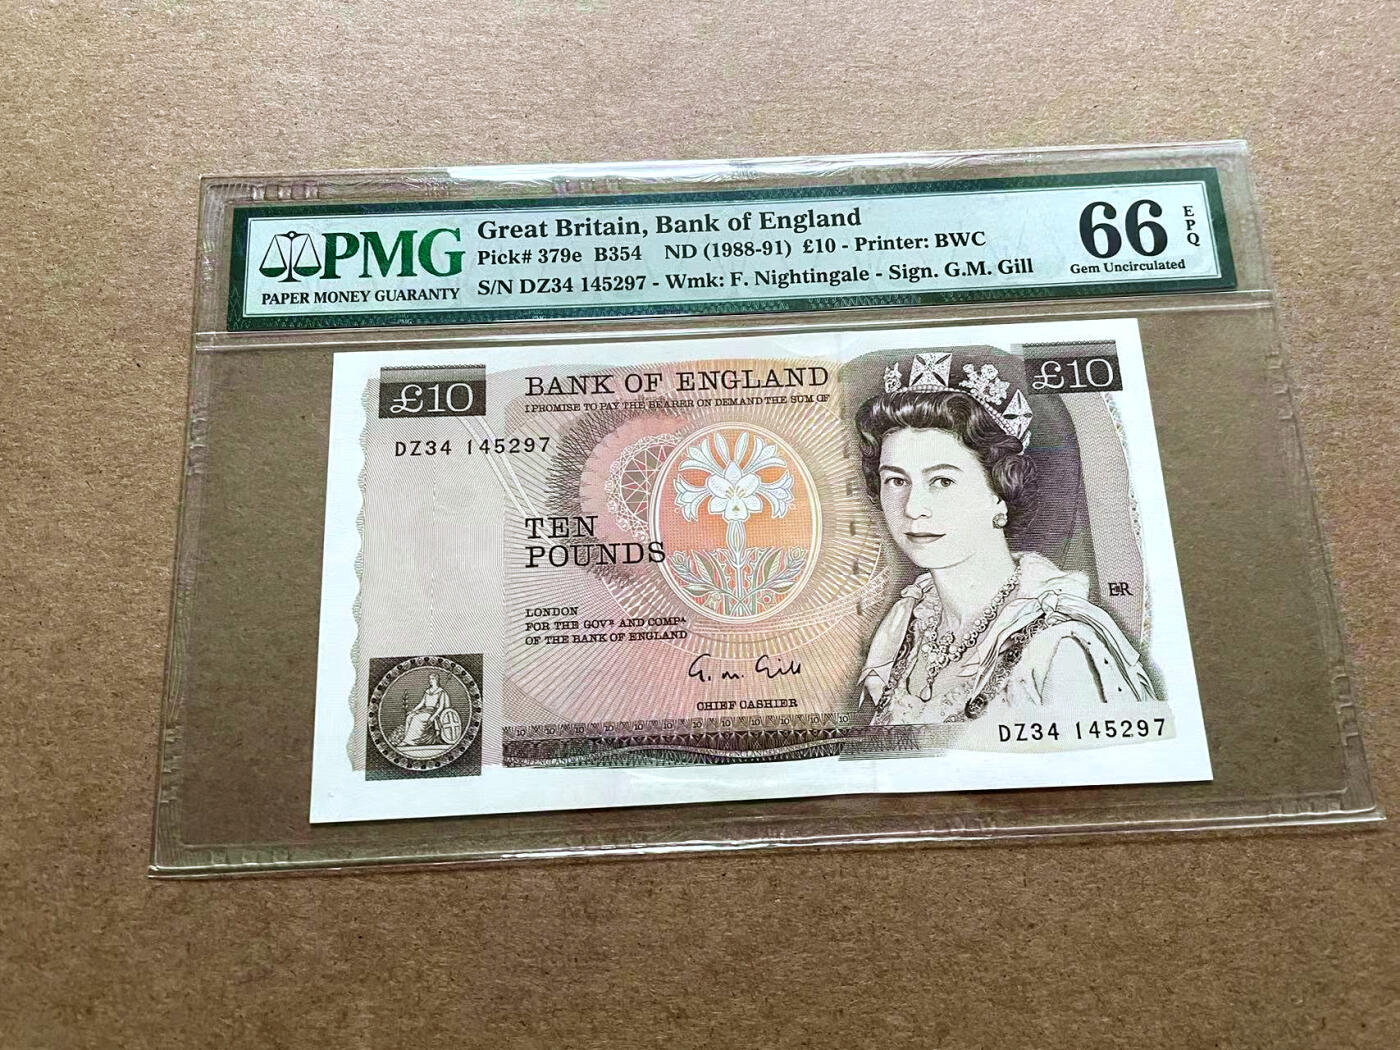 PMG
PAPER MONEY GUARANTY
Great Britain, Bank of England
Pick# 379e B354 ND (1988-91) £10 - Printer: BWC
S/N DZ34 145297 - Wmk: F. Nightingale - Sign. G.M. Gill
66
EPQ
Gem Uncirculated
£10
BANK OF ENGLAND
£10
I PROMISE TO PAY THE BEARER ON DEMAND THE SUM OF
DZ34 145297
TEN
POUNDS
EIIR
LONDON
FOR THE GOVR AND COMPA
OF THE BANK OF ENGLAND
G. M. Gill
CHIEF CASHIER
DZ34 145297